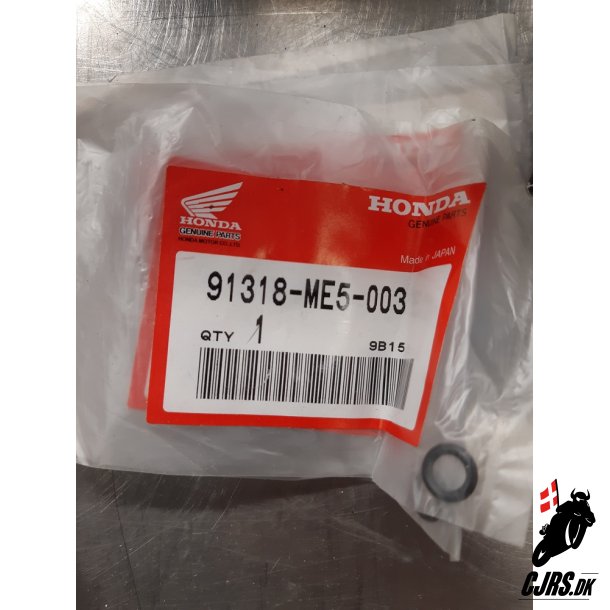 HONDA
GENUINE PARTS
HONDA MOTOR CO., LTD.
HONDA
GENUINE PARTS
Made in JAPAN
91318-ME5-003
QTY 1
9B15
CJRS.DK